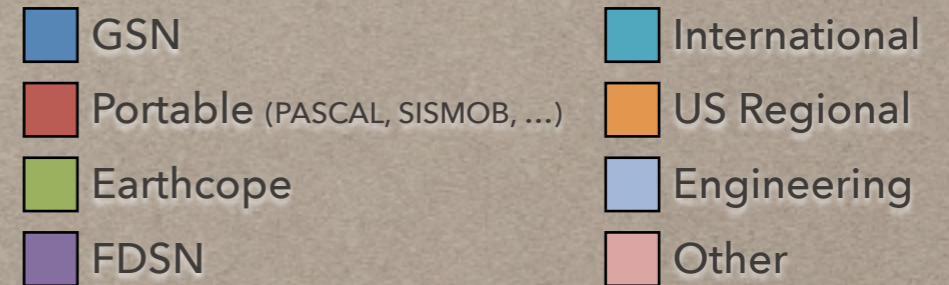 GSN
Portable (PASCAL, SISMOB, ...)
Earthcope
FDSN
International
US Regional
Engineering
Other